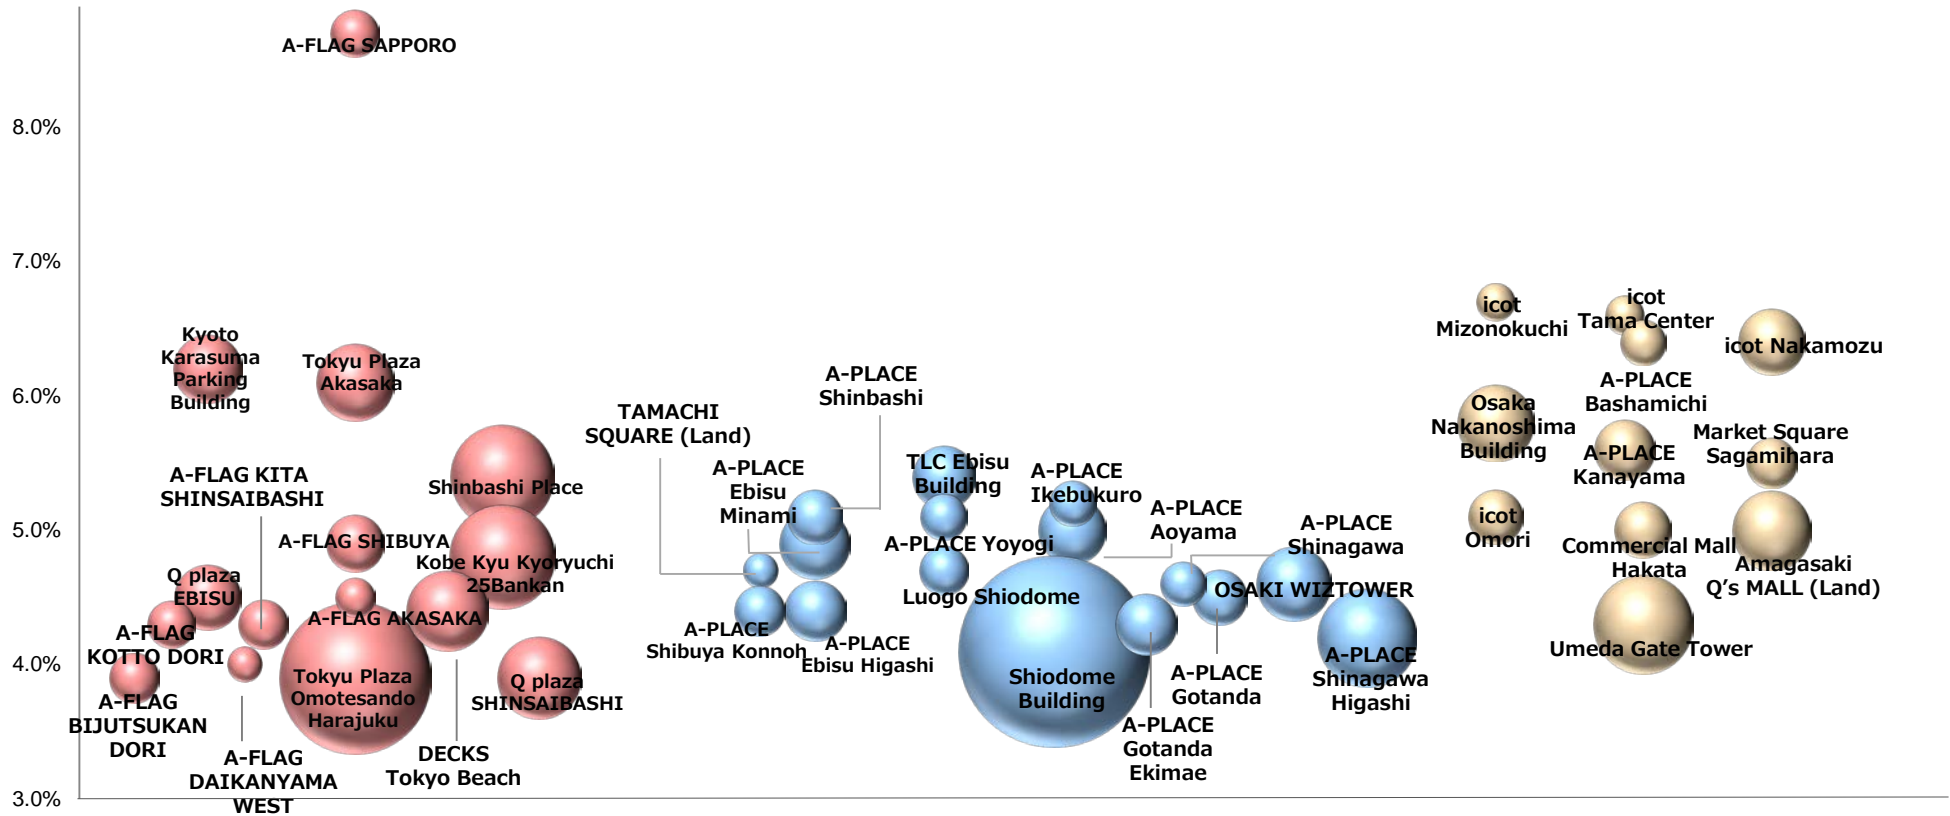 8.0%
7.0%
6.0%
5.0%
4.0%
3.0%
A-FLAG SAPPORO
Kyoto
Karasuma
Parking
Building
Tokyu Plaza
Akasaka
A-FLAG KITA
SHINSAIBASHI
Shinbashi Place
A-FLAG SHIBUYA
Kobe Kyu Kyoryuchi
25Bankan
Q plaza
EBISU
A-FLAG AKASAKA
A-FLAG
KOTTO DORI
Tokyu Plaza
Omotesando
Harajuku
Q plaza
SHINSAIBASHI
A-FLAG
BIJUTSUKAN
DORI
A-FLAG
DAIKANYAMA
WEST
DECKS
Tokyo Beach
A-PLACE
Shinbashi
TAMACHI
SQUARE (Land)
A-PLACE
Ebisu
Minami
TLC Ebisu
Building
A-PLACE
Ikebukuro
A-PLACE
Aoyama
A-PLACE
Shinagawa
A-PLACE Yoyogi
Luogo Shiodome
OSAKI WIZTOWER
A-PLACE
Shibuya Konnoh
A-PLACE
Ebisu Higashi
Shiodome
Building
A-PLACE
Gotanda
A-PLACE
Shinagawa
Higashi
A-PLACE
Gotanda
Ekimae
icot
Mizonokuchi
icot
Tama Center
icot Nakamozu
A-PLACE
Bashamichi
Osaka
Nakanoshima
Building
A-PLACE
Kanayama
Market Square
Sagamihara
icot
Omori
Commercial Mall
Hakata
Amagasaki
Q’s MALL (Land)
Umeda Gate Tower